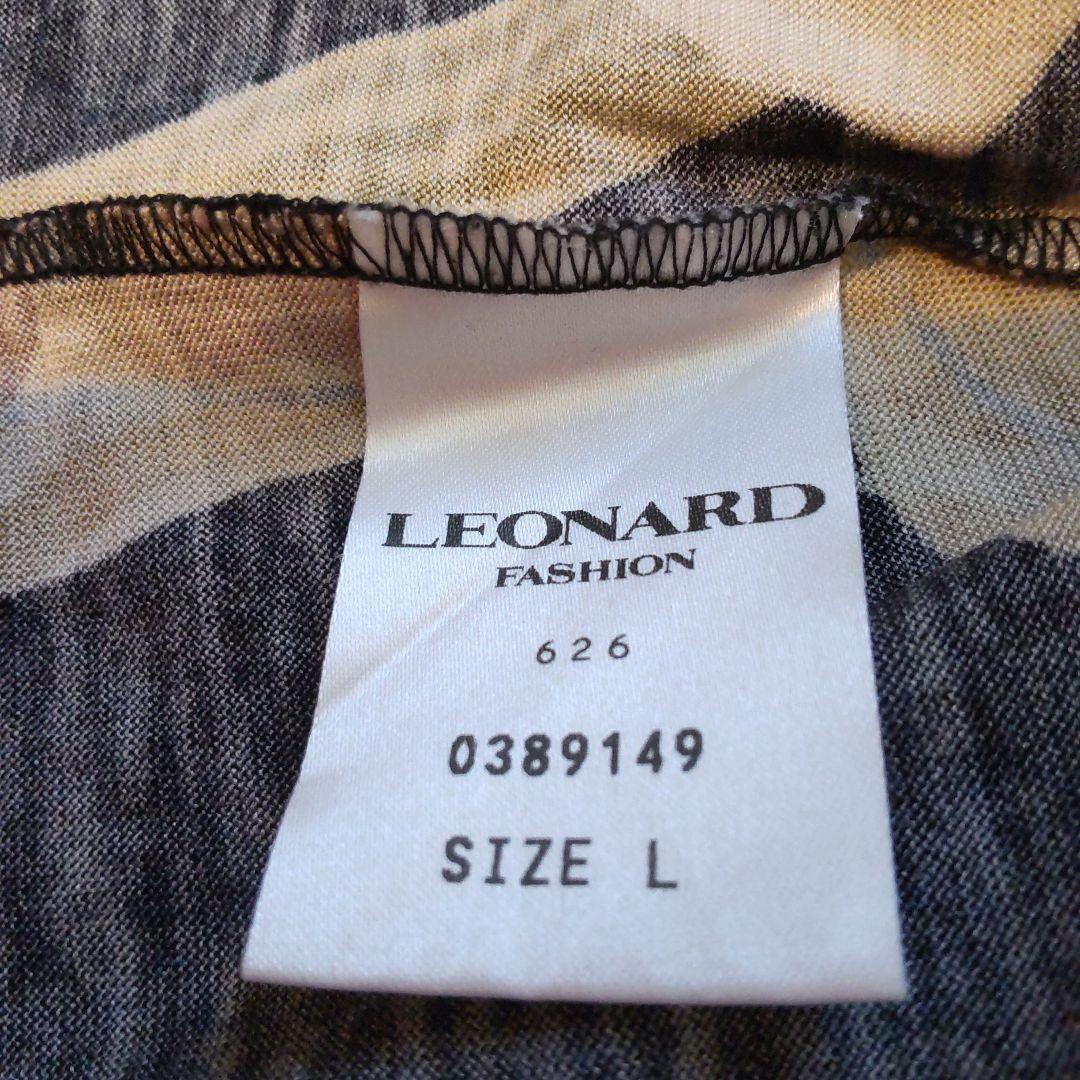 LEONARD
FASHION
626
0389149
SIZE L